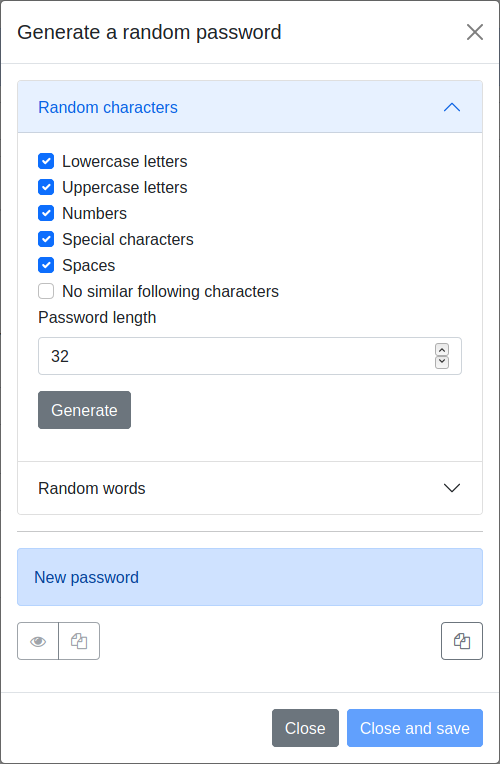 Generate a random password
Random characters
Lowercase letters
Uppercase letters
Numbers
Special characters
Spaces
No similar following characters
Password length
32
Generate
Random words
New password
Close
Close and save